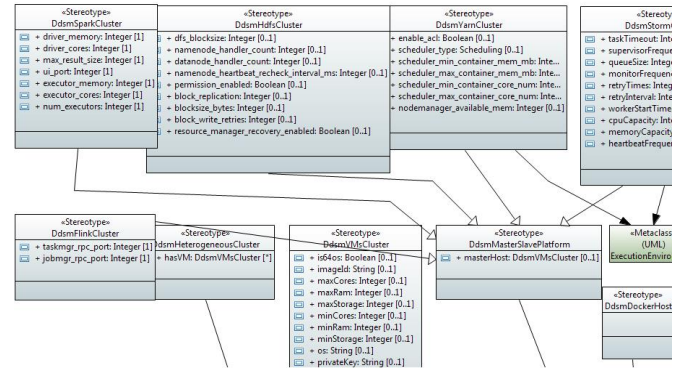 «Stereotype»
DdsmSparkCluster
+ driver_memory: Integer [1]
+ driver_cores: Integer [1]
+ max_result_size: Integer [1]
+ ui_port: Integer [1]
+ executor_memory: Integer [1]
+ executor_cores: Integer [1]
+ num_executors: Integer [1]
«Stereotype»
DdsmHdfsCluster
+ dfs_blocksize: Integer [0..1]
+ namenode_handler_count: Integer [0..1]
+ datanode_handler_count: Integer [0..1]
+ namenode_heartbeat_recheck_interval_ms: Integer [0..1]
+ permission_enabled: Boolean [0..1]
+ block_replication: Integer [0..1]
+ blocksize_bytes: Integer [0..1]
+ block_write_retries: Integer [0..1]
+ resource_manager_recovery_enabled: Boolean [0..1]
«Stereotype»
DdsmYarnCluster
+ enable_acl: Boolean [0..1]
+ scheduler_type: Scheduling [0..1]
+ scheduler_min_container_mem_mb: Inte...
+ scheduler_max_container_mem_mb: Inte...
+ scheduler_min_container_core_num: Inte...
+ scheduler_max_container_core_num: Inte...
+ nodemanager_available_mem: Integer [0..1]
«Stereoty
DdsmStorm
+ taskTimeout: Inte
+ supervisorFreque
+ queueSize: Intege
+ monitorFrequen
+ retryTimes: Integ
+ retryInterval: Inte
+ workerStartTime
+ cpuCapacity: Inte
+ memoryCapacity
+ heartbeatFreque
«Stereotype»
DdsmFlinkCluster
+ taskmgr_rpc_port: Integer [1]
+ jobmgr_rpc_port: Integer [1]
«Stereotype»
dsmHeterogeneousCluster
+ hasVM: DdsmVMsCluster [*]
«Stereotype»
DdsmVMsCluster
+ is64os: Boolean [0..1]
+ imageId: String [0..1]
+ maxCores: Integer [0..1]
+ maxRam: Integer [0..1]
+ maxStorage: Integer [0..1]
+ minCores: Integer [0..1]
+ minRam: Integer [0..1]
+ minStorage: Integer [0..1]
+ os: String [0..1]
+ privateKey: String [0..1]
«Stereotype»
DdsmMasterSlavePlatform
+ masterHost: DdsmVMsCluster [0..1]
«Metaclass
(UML)
ExecutionEnviro
«Stereotype»
DdsmDockerHost